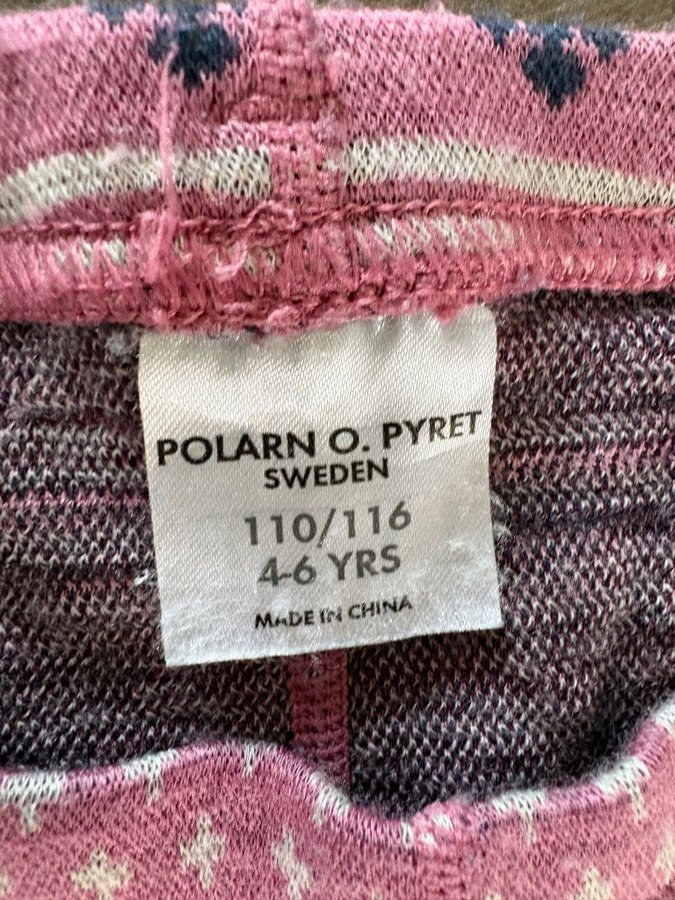 POLARN O. PYRET
SWEDEN
110/116
4-6 YRS
MADE IN CHINA